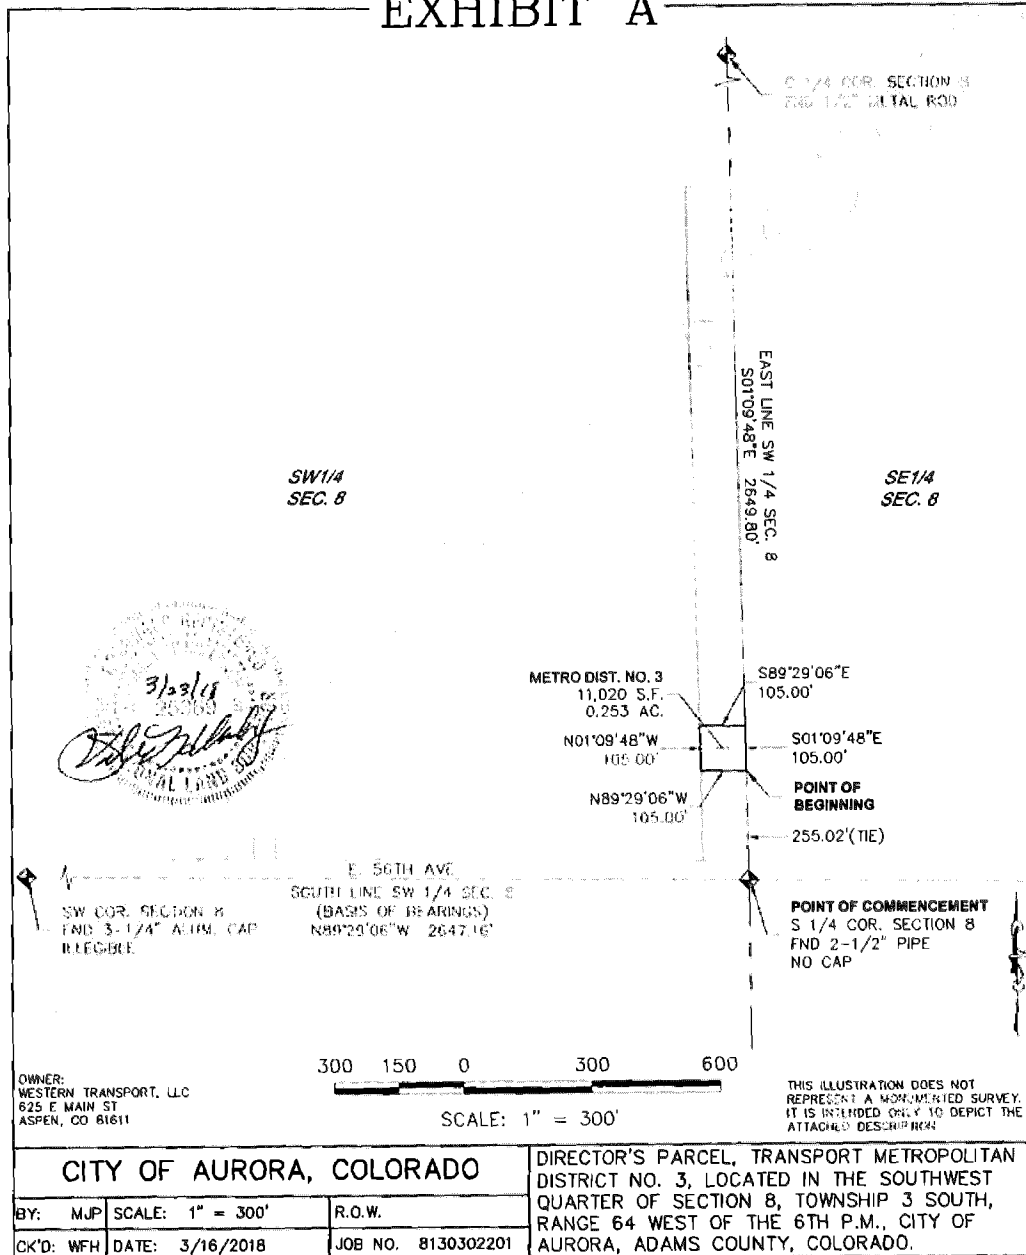 EXHIBIT A
C 1/4 COR. SECTION 8
FND 1/2" METAL ROD
EAST LINE SW 1/4 SEC. 8
S01°09'48"E 2649.80'
SW1/4
SEC. 8
SE1/4
SEC. 8
3/23/18
ONAL LAND
METRO DIST. NO. 3
11,020 S.F.
0.253 AC.
S89°29'06"E
105.00'
N01°09'48"W
105.00'
S01°09'48"E
105.00'
N89°29'06"W
105.00'
POINT OF
BEGINNING
255.02'(TIE)
E. 56TH AVE
SOUTH LINE SW 1/4 SEC. 8
(BASIS OF BEARINGS)
N89°29'06"W 2647.16'
SW COR. SECTION 8
FND 3-1/4" ALUM. CAP
ILLEGIBLE
POINT OF COMMENCEMENT
S 1/4 COR. SECTION 8
FND 2-1/2" PIPE
NO CAP
300 150 0 300 600
SCALE: 1" = 300'
OWNER:
WESTERN TRANSPORT, LLC
625 E MAIN ST
ASPEN, CO 81611
THIS ILLUSTRATION DOES NOT
REPRESENT A MONUMENTED SURVEY.
IT IS INTENDED ONLY TO DEPICT THE
ATTACHED DESCRIPTION
CITY OF AURORA, COLORADO
BY: MJP SCALE: 1" = 300' R.O.W.
CK'D: WFH DATE: 3/16/2018 JOB NO. 8130302201
DIRECTOR'S PARCEL, TRANSPORT METROPOLITAN
DISTRICT NO. 3, LOCATED IN THE SOUTHWEST
QUARTER OF SECTION 8, TOWNSHIP 3 SOUTH,
RANGE 64 WEST OF THE 6TH P.M., CITY OF
AURORA, ADAMS COUNTY, COLORADO.